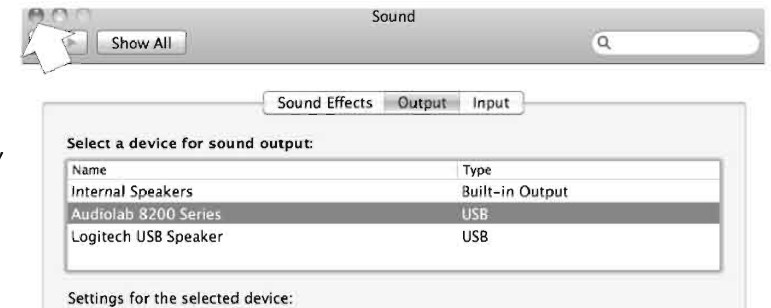 Sound
Show All
Sound Effects Output Input
Select a device for sound output:
Name Type
Internal Speakers Built-in Output
Audiolab 8200 Series USB
Logitech USB Speaker USB
Settings for the selected device: